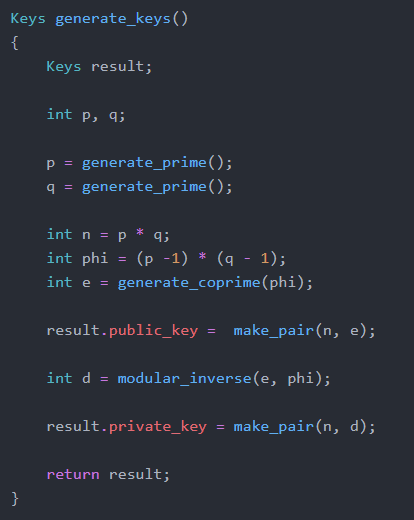 Keys generate_keys()
{
    Keys result;

    int p, q;

    p = generate_prime();
    q = generate_prime();

    int n = p * q;
    int phi = (p -1) * (q - 1);
    int e = generate_coprime(phi);

    result.public_key =  make_pair(n, e);

    int d = modular_inverse(e, phi);

    result.private_key = make_pair(n, d);

    return result;
}